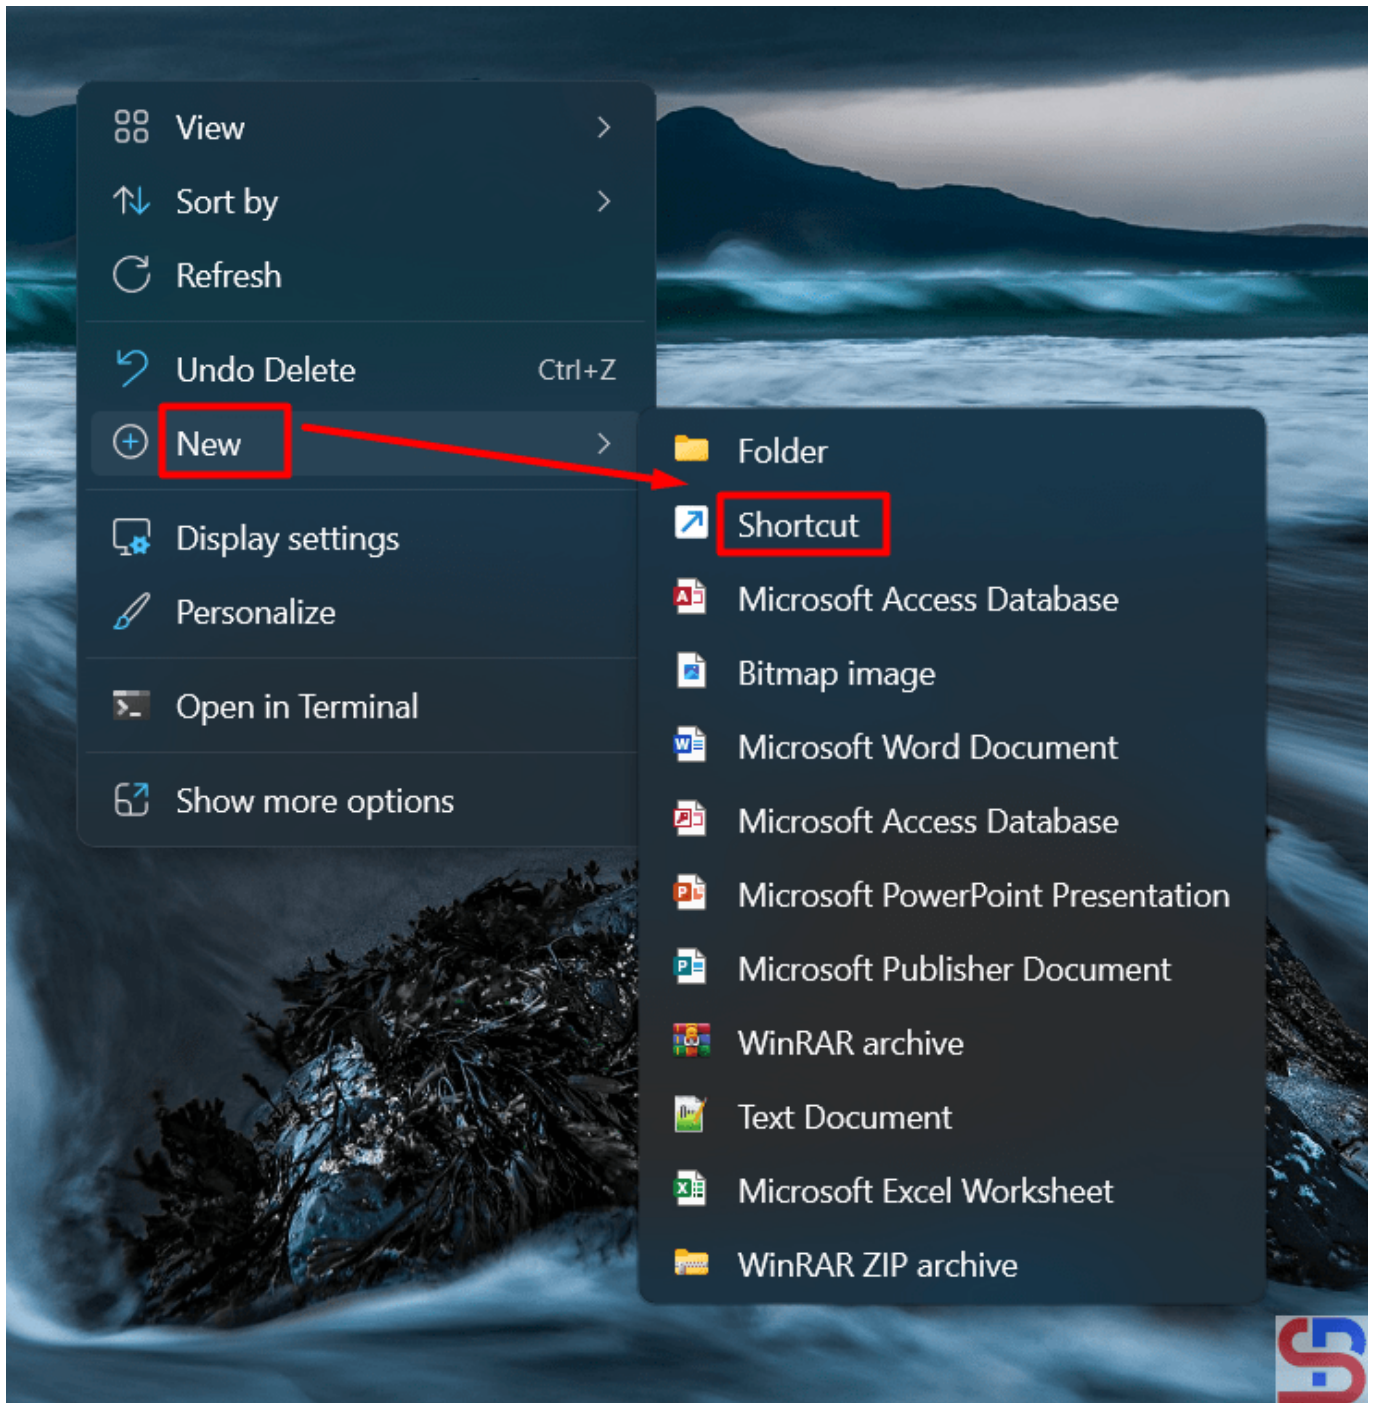 View
Sort by
Refresh
Undo Delete Ctrl+Z
New
Display settings
Personalize
Open in Terminal
Show more options
Folder
Shortcut
Microsoft Access Database
Bitmap image
Microsoft Word Document
Microsoft Access Database
Microsoft PowerPoint Presentation
Microsoft Publisher Document
WinRAR archive
Text Document
Microsoft Excel Worksheet
WinRAR ZIP archive